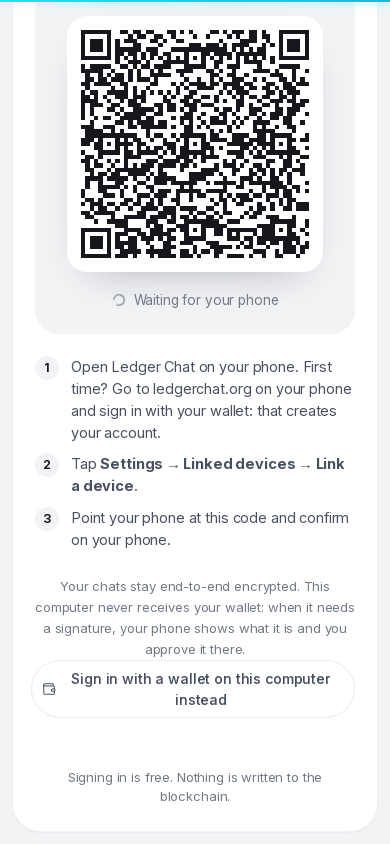 Waiting for your phone
1
Open Ledger Chat on your phone. First
time? Go to ledgerchat.org on your phone
and sign in with your wallet: that creates
your account.
2
Tap Settings → Linked devices → Link
a device.
3
Point your phone at this code and confirm
on your phone.
Your chats stay end-to-end encrypted. This
computer never receives your wallet: when it needs
a signature, your phone shows what it is and you
approve it there.
Sign in with a wallet on this computer
instead
Signing in is free. Nothing is written to the
blockchain.